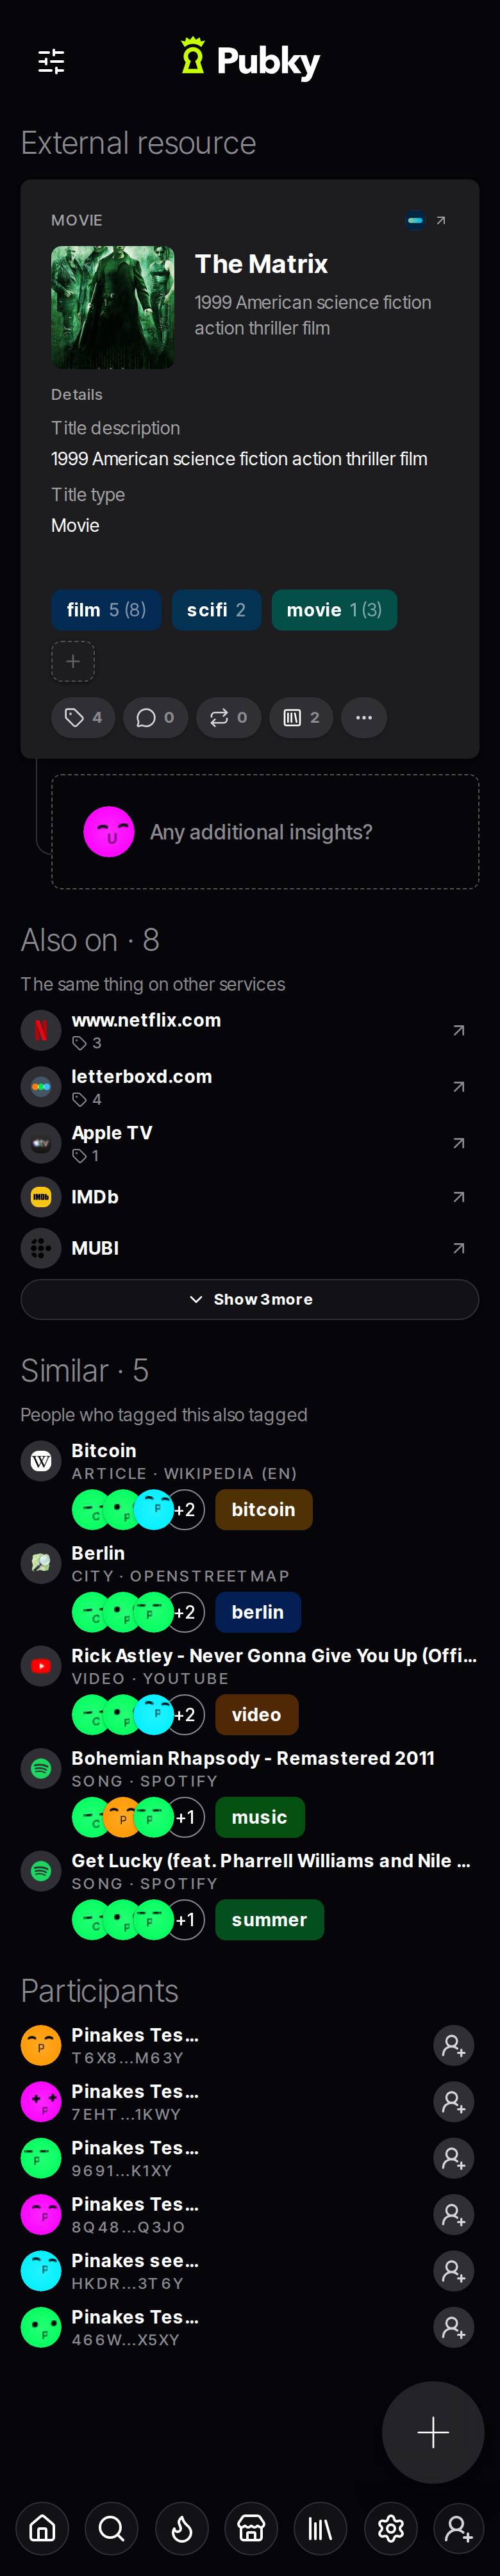 Pubky
External resource
MOVIE
The Matrix
1999 American science fiction
action thriller film
Details
Title description
1999 American science fiction action thriller film
Title type
Movie
film 5 (8)
scifi 2
movie 1 (3)
4
0
0
2
Any additional insights?
Also on · 8
The same thing on other services
www.netflix.com
3
letterboxd.com
4
Apple TV
1
IMDb
IMDb
MUBI
Show 3 more
Similar · 5
People who tagged this also tagged
Bitcoin
W
ARTICLE · WIKIPEDIA (EN)
+2
bitcoin
Berlin
CITY · OPENSTREETMAP
+2
berlin
Rick Astley - Never Gonna Give You Up (Offi...
VIDEO · YOUTUBE
+2
video
Bohemian Rhapsody - Remastered 2011
SONG · SPOTIFY
+1
music
Get Lucky (feat. Pharrell Williams and Nile ...
SONG · SPOTIFY
+1
summer
Participants
Pinakes Tes...
T6X8...M63Y
Pinakes Tes...
7EHT...1KWY
Pinakes Tes...
9691...K1XY
Pinakes Tes...
8Q48...Q3JO
Pinakes see...
HKDR...3T6Y
Pinakes Tes...
466W...X5XY